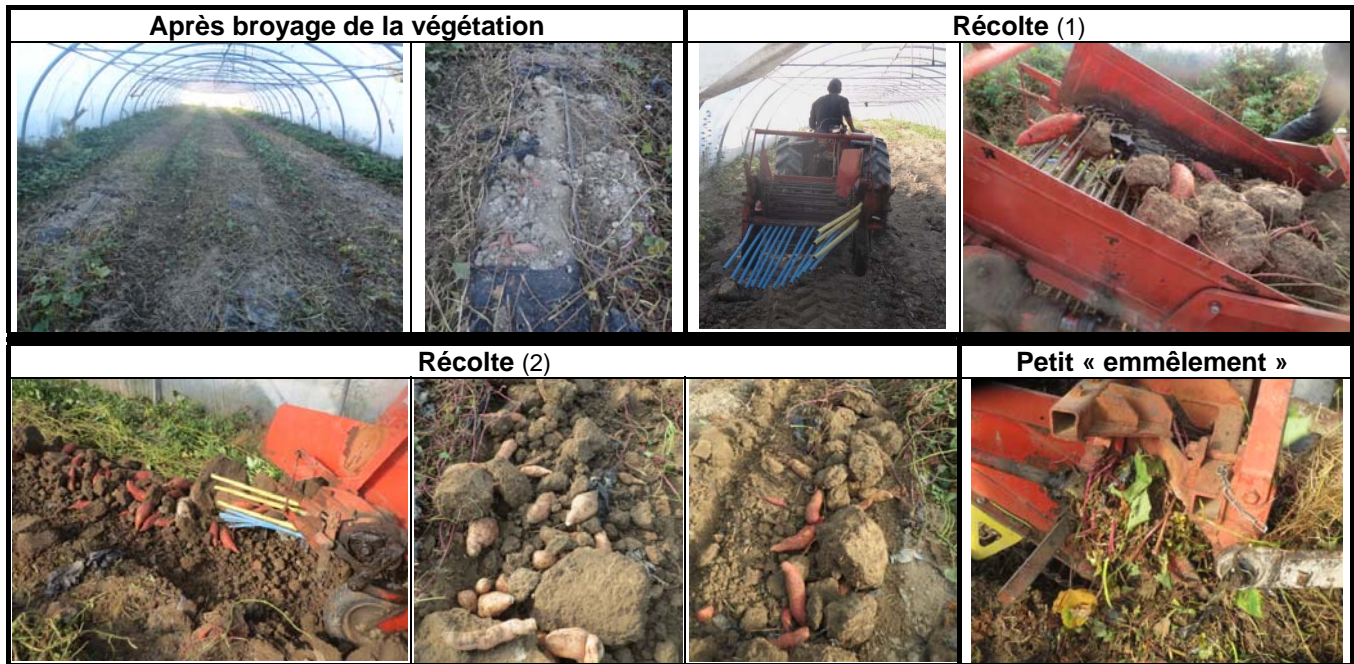 Après broyage de la végétation
Récolte (1)
Récolte (2)
Petit « emmêlement »